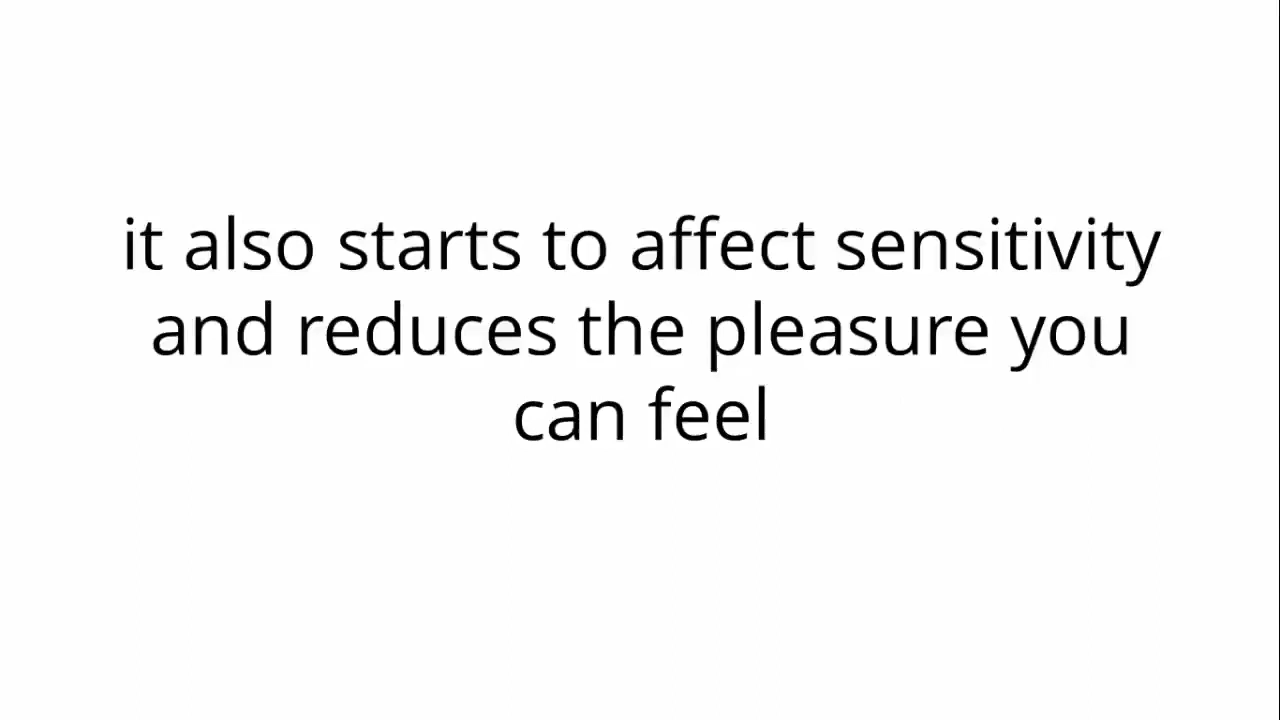 it also starts to affect sensitivity
and reduces the pleasure you
can feel